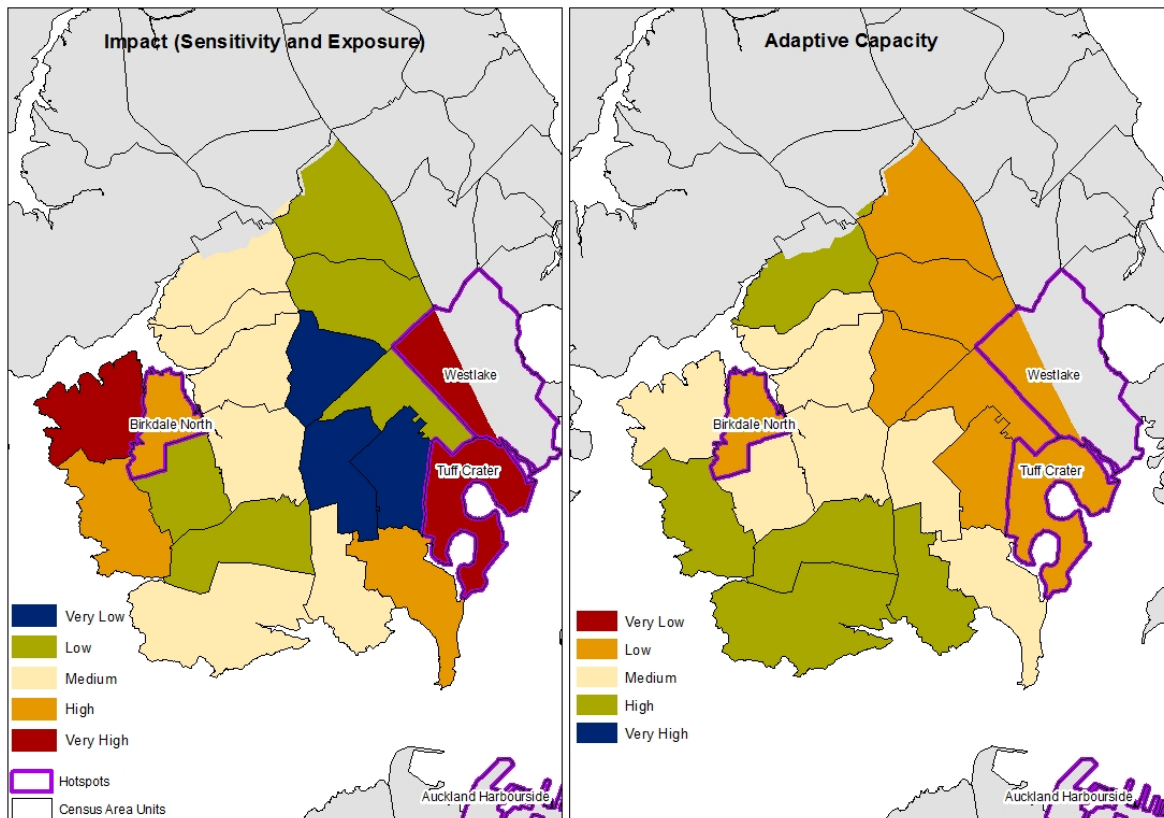 Impact (Sensitivity and Exposure)
Westlake
Birkdale North
Tuff Crater
Very Low
Low
Medium
High
Very High
Hotspots
Census Area Units
Auckland Harbourside
Adaptive Capacity
Westlake
Birkdale North
Tuff Crater
Very Low
Low
Medium
High
Very High
Auckland Harbourside